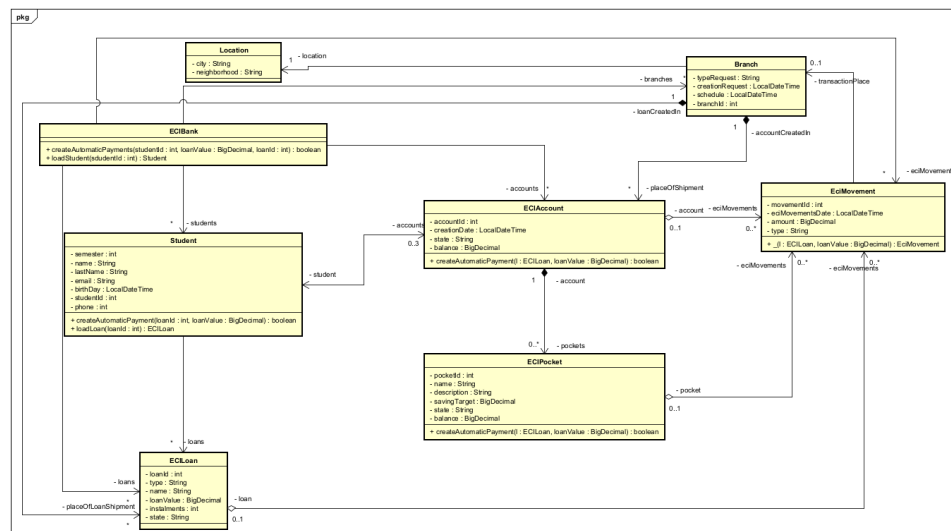 pkg
Location
- city : String
- neighborhood : String
1
- location
Branch
- typeRequest : String
- creationRequest : LocalDateTime
- schedule : LocalDateTime
- branchId : int
0..1
- transactionPlace
- branches
*
1
- loanCreatedIn
1
- accountCreatedIn
ECIBank
+ createAutomaticPayments(studentId : int, loanValue : BigDecimal, loanId : int) : boolean
+ loadStudent(sdudentId : int) : Student
- accounts
*
*
- placeOfShipment
*
- eciMovement
*
- students
ECIAccount
- accountId : int
- creationDate : LocalDateTime
- state : String
- balance : BigDecimal
+ createAutomaticPayment(l : ECILoan, loanValue : BigDecimal) : boolean
- account
0..1
- eciMovements
0..*
EciMovement
- movementId : int
- eciMovementsDate : LocalDateTime
- amount : BigDecimal
- type : String
+ _(l : ECILoan, loanValue : BigDecimal) : EciMovement
- accounts
0..3
- student
Student
- semester : int
- name : String
- lastName : String
- email : String
- birthDay : LocalDateTime
- studentId : int
- phone : int
+ createAutomaticPayment(loanId : int, loanValue : BigDecimal) : boolean
+ loadLoan(loanId : int) : ECILoan
0..*
- eciMovements
0..*
- eciMovements
1
- account
0..*
- pockets
ECIPocket
- pocketId : int
- name : String
- description : String
- savingTarget : BigDecimal
- state : String
- balance : BigDecimal
+ createAutomaticPayment(l : ECILoan, loanValue : BigDecimal) : boolean
- pocket
0..1
*
- loans
ECILoan
- loanId : int
- type : String
- name : String
- loanValue : BigDecimal
- instalments : int
- state : String
- loans
*
- placeOfLoanShipment
*
- loan
0..1